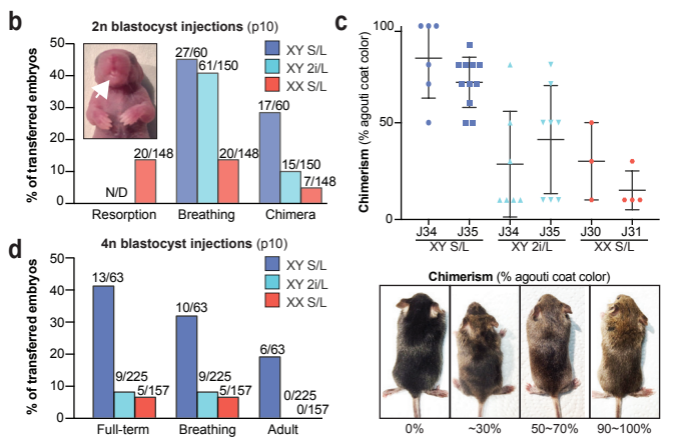 b
2n blastocyst injections (p10)
% of transferred embryos
50
40
30
20
10
0
XY S/L
XY 2i/L
XX S/L
N/D
20/148
27/60
61/150
20/148
17/60
15/150
7/148
Resorption Breathing Chimera
c
Chimerism (% agouti coat color)
100
50
0
J34 J35 J34 J35 J30 J31
XY S/L XY 2i/L XX S/L
d
4n blastocyst injections (p10)
% of transferred embryos
50
40
30
20
10
0
XY S/L
XY 2i/L
XX S/L
13/63
9/225
5/157
10/63
9/225
5/157
6/63
0/225
0/157
Full-term Breathing Adult
Chimerism (% agouti coat color)
0% ~30% 50~70% 90~100%